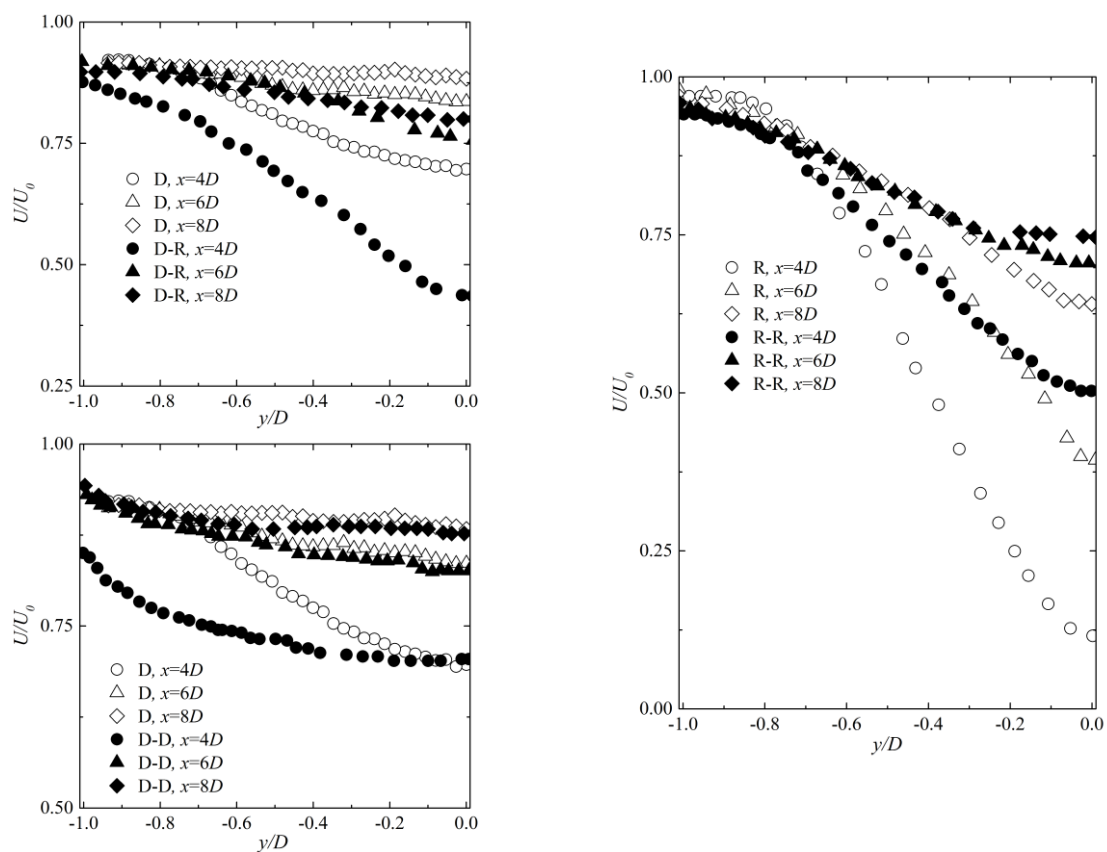 1.00
0.75
0.50
0.25
U/U0
D, x=4D
D, x=6D
D, x=8D
D-R, x=4D
D-R, x=6D
D-R, x=8D
-1.0 -0.8 -0.6 -0.4 -0.2 0.0
y/D
1.00
0.75
0.50
U/U0
D, x=4D
D, x=6D
D, x=8D
D-D, x=4D
D-D, x=6D
D-D, x=8D
-1.0 -0.8 -0.6 -0.4 -0.2 0.0
y/D
1.00
0.75
0.50
0.25
0.00
U/U0
R, x=4D
R, x=6D
R, x=8D
R-R, x=4D
R-R, x=6D
R-R, x=8D
-1.0 -0.8 -0.6 -0.4 -0.2 0.0
y/D